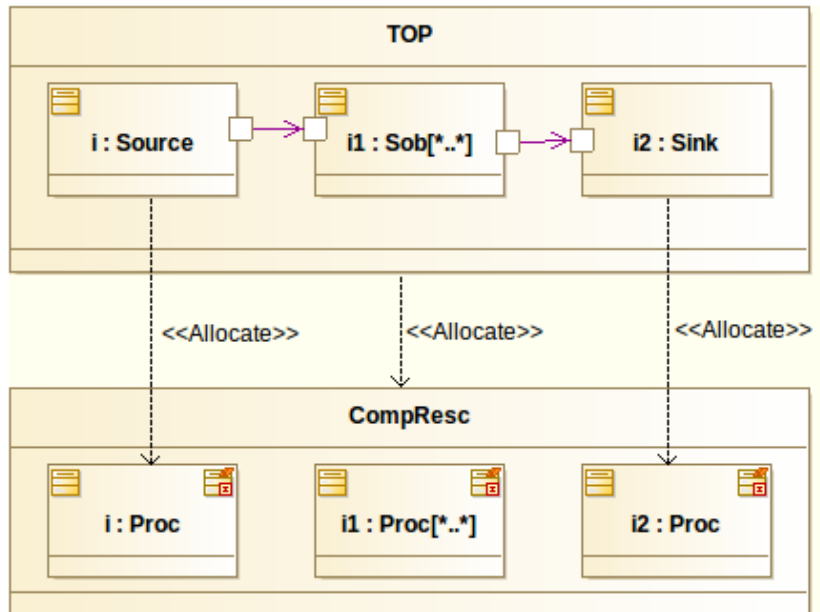 TOP
i : Source
i1 : Sob[*..*]
i2 : Sink
<<Allocate>>
<<Allocate>>
<<Allocate>>
CompResc
i : Proc
i1 : Proc[*..*]
i2 : Proc